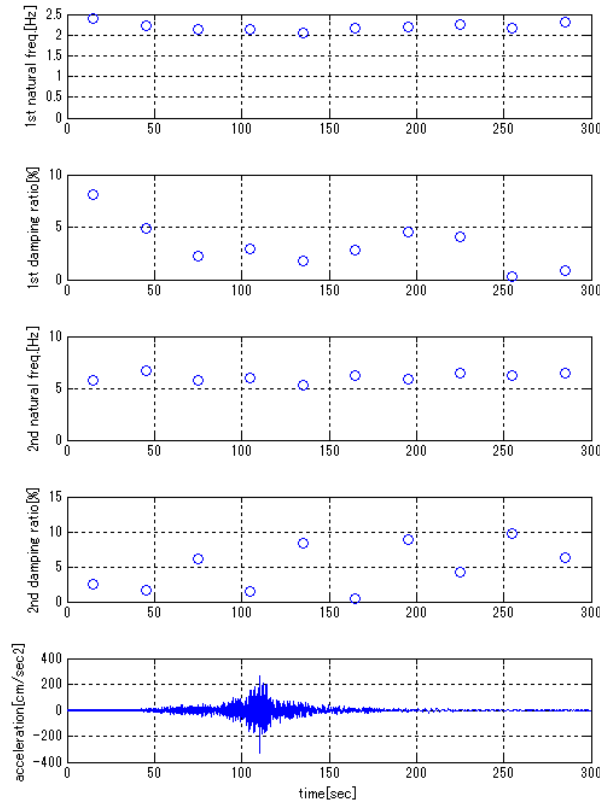 1st natural freq.[Hz]
2.5
2
1.5
1
0.5
0
0 50 100 150 200 250 300
1st damping ratio[%]
10
5
0
0 50 100 150 200 250 300
2nd natural freq.[Hz]
10
5
0
0 50 100 150 200 250 300
2nd damping ratio[%]
15
10
5
0
0 50 100 150 200 250 300
acceleration[cm/sec2]
400
200
0
-200
-400
0 50 100 150 200 250 300
time[sec]